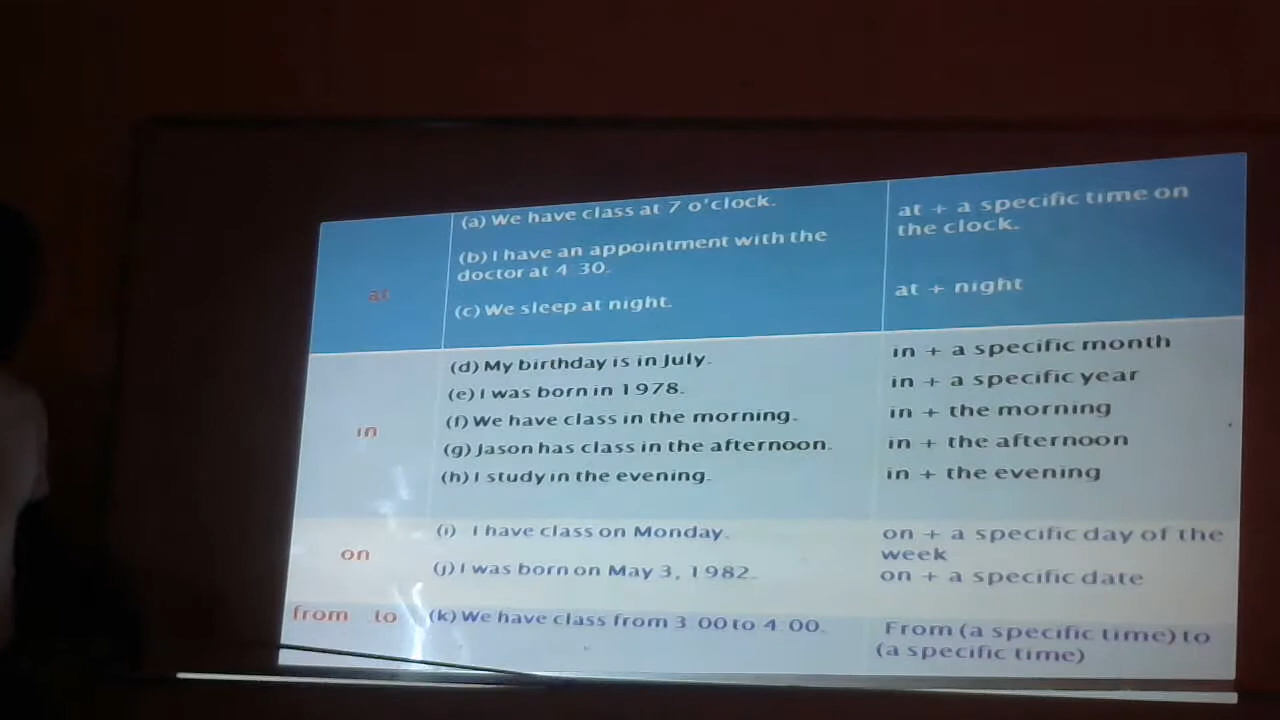 at
(a) We have class at 7 o'clock.
(b) I have an appointment with the
doctor at 4 30.
(c) We sleep at night.
at + a specific time on
the clock.
at + night
in
(d) My birthday is in July.
(e) I was born in 1978.
(f) We have class in the morning.
(g) Jason has class in the afternoon.
(h) I study in the evening.
in + a specific month
in + a specific year
in + the morning
in + the afternoon
in + the evening
on
(i) I have class on Monday.
(j) I was born on May 3, 1982.
on + a specific day of the
week
on + a specific date
from to
(k) We have class from 3 00 to 4 00.
From (a specific time) to
(a specific time)